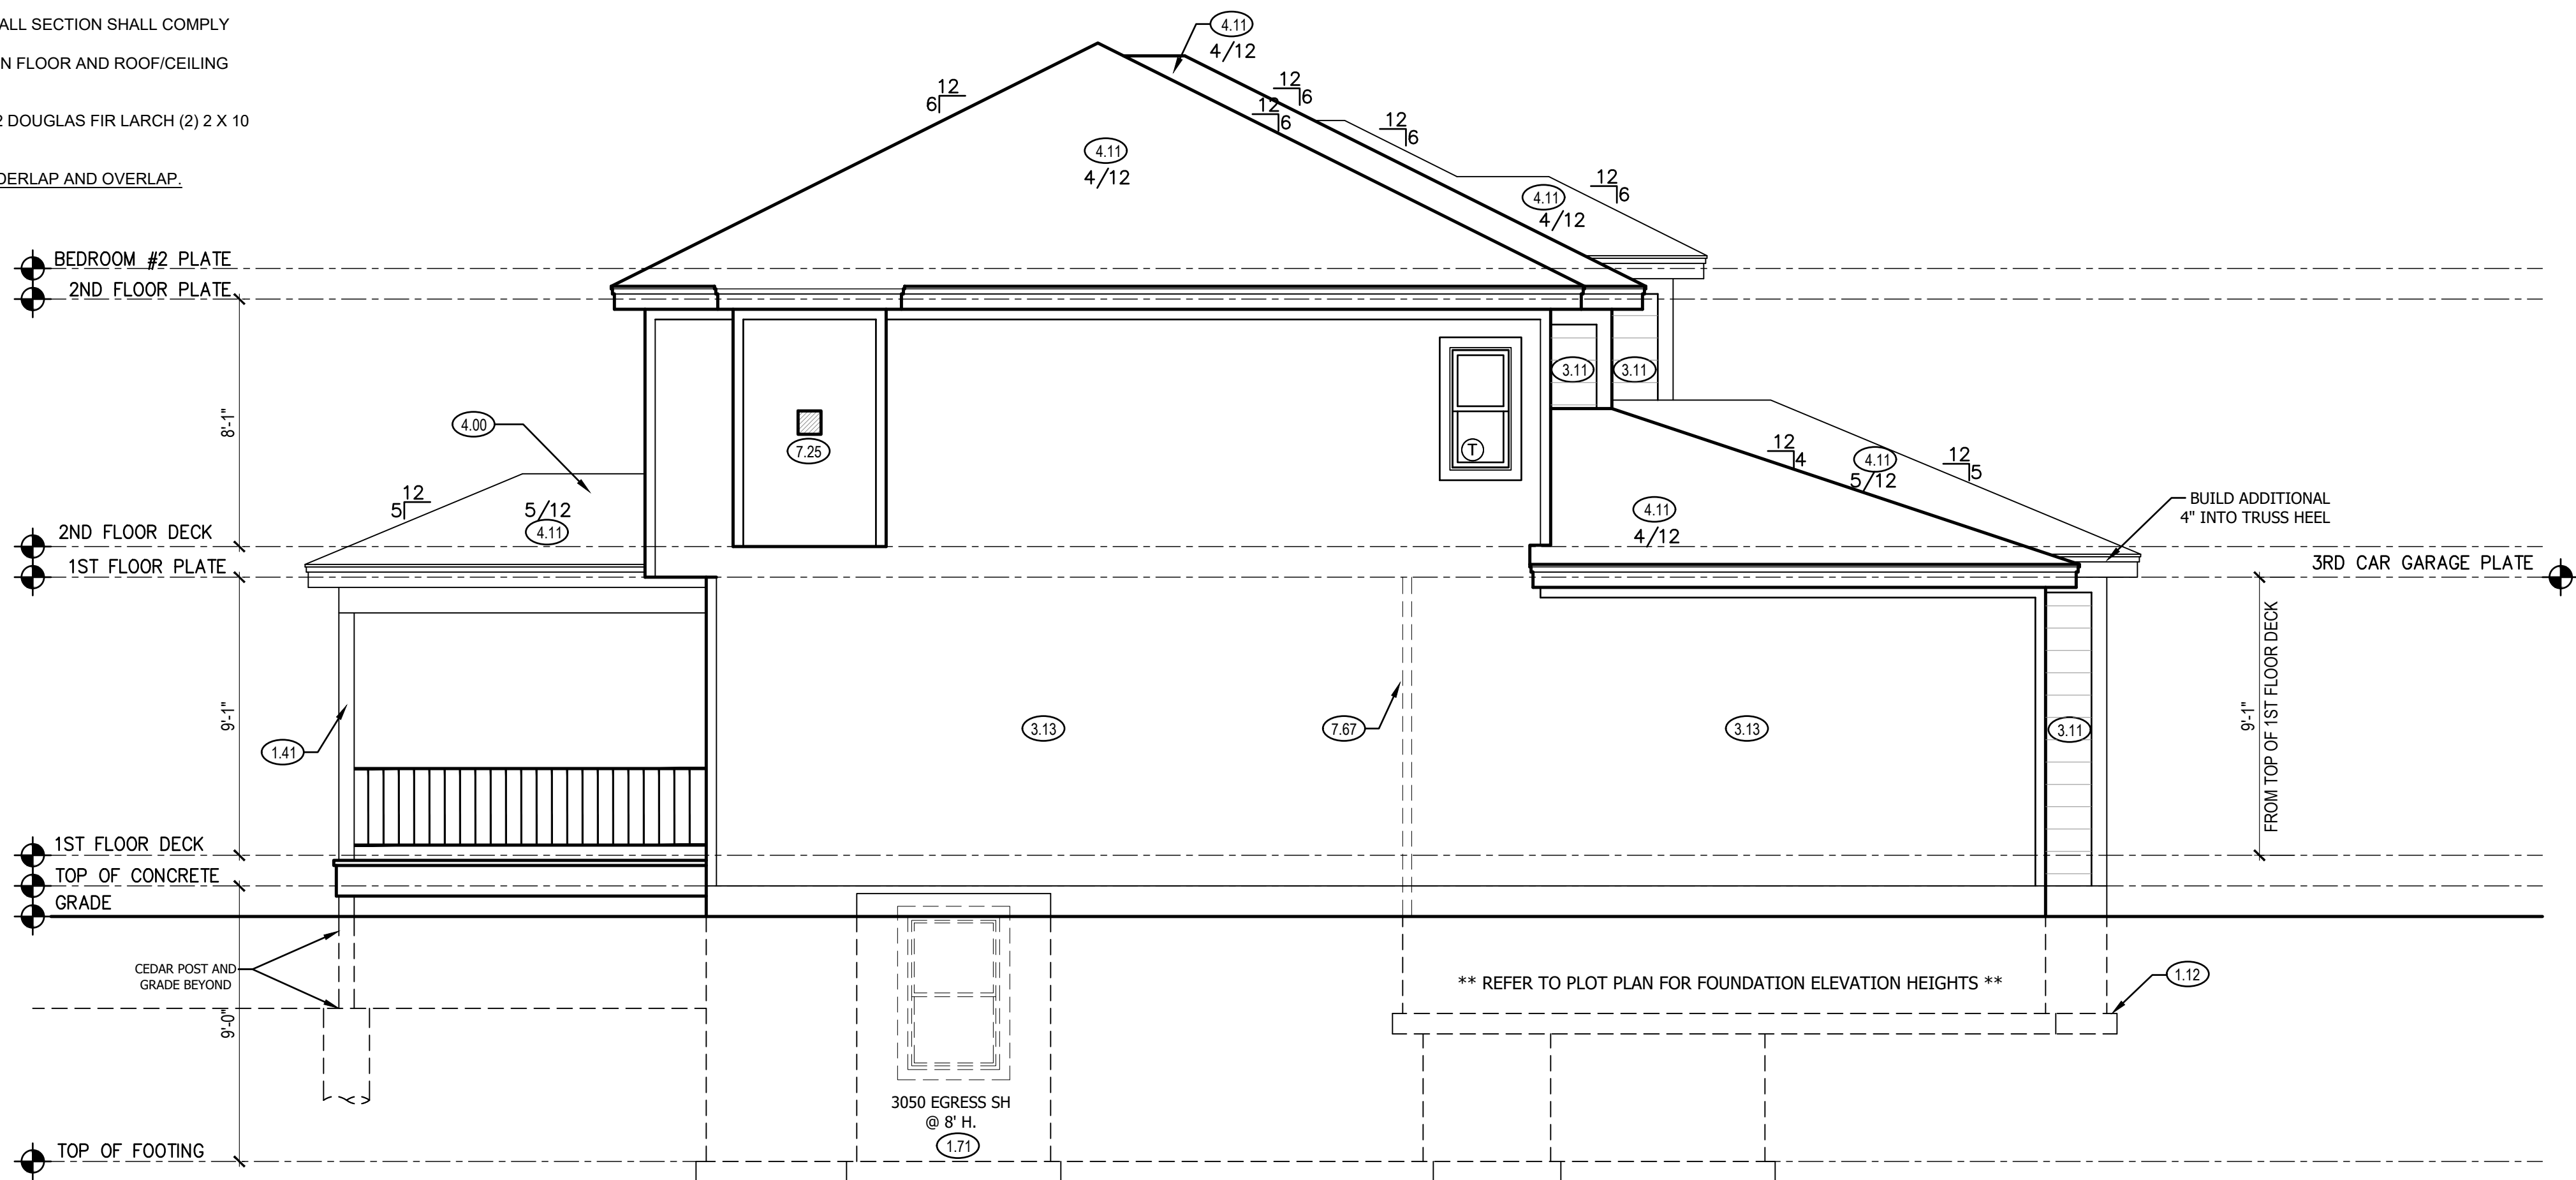 ALL SECTION SHALL COMPLY
N FLOOR AND ROOF/CEILING
2 DOUGLAS FIR LARCH (2) 2 X 10
DERLAP AND OVERLAP.
4.11
4/12
12
6
12
6
12
6
12
6
12
6
4.11
4/12
4.11
4/12
BEDROOM #2 PLATE
2ND FLOOR PLATE
8'-1"
3.11
3.11
4.00
7.25
T
12
4
4.11
5/12
12
5
12
5
5/12
4.11
4.11
4/12
BUILD ADDITIONAL
4" INTO TRUSS HEEL
2ND FLOOR DECK
1ST FLOOR PLATE
3RD CAR GARAGE PLATE
9'-1"
1.41
3.13
7.67
3.13
3.11
9'-1"
FROM TOP OF 1ST FLOOR DECK
1ST FLOOR DECK
TOP OF CONCRETE
GRADE
CEDAR POST AND
GRADE BEYOND
9'-0"
** REFER TO PLOT PLAN FOR FOUNDATION ELEVATION HEIGHTS **
1.12
3050 EGRESS SH
@ 8' H.
1.71
TOP OF FOOTING